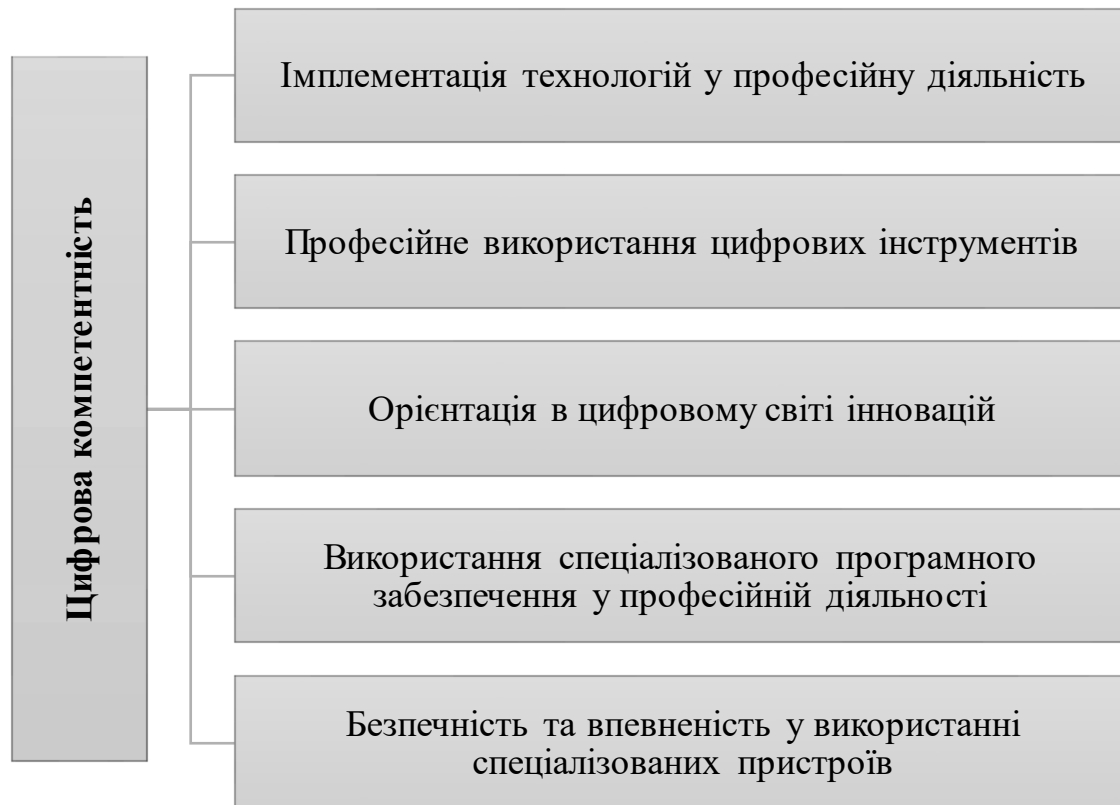 Цифрова компетентність
Імплементація технологій у професійну діяльність
Професійне використання цифрових інструментів
Орієнтація в цифровому світі інновацій
Використання спеціалізованого програмного
забезпечення у професійній діяльності
Безпечність та впевненість у використанні
спеціалізованих пристроїв